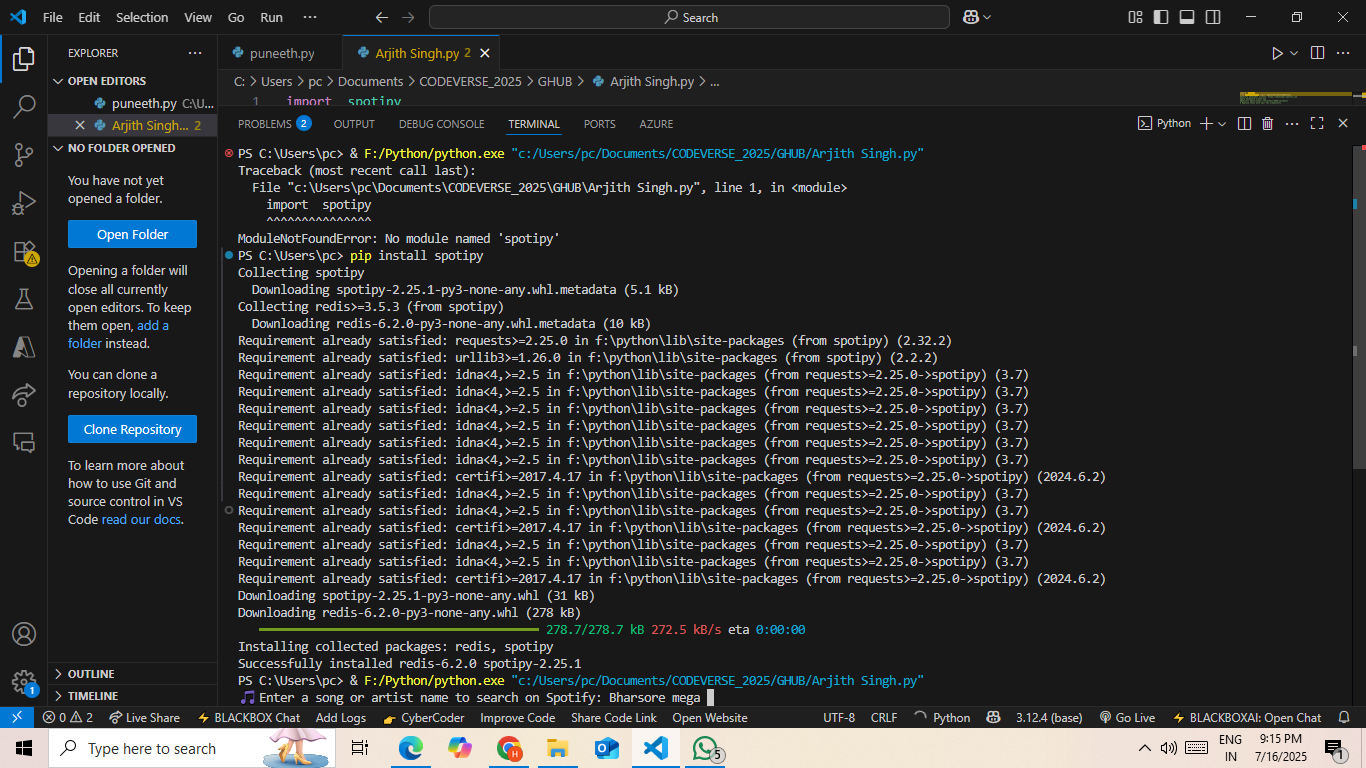 File Edit Selection View Go Run ···
Search
EXPLORER ···
OPEN EDITORS
puneeth.py C:\U...
Arjith Singh... 2
NO FOLDER OPENED
You have not yet
opened a folder.
Open Folder
Opening a folder will
close all currently
open editors. To keep
them open, add a
folder instead.
You can clone a
repository locally.
Clone Repository
To learn more about
how to use Git and
source control in VS
Code read our docs.
OUTLINE
TIMELINE
1
puneeth.py
Arjith Singh.py 2
C: > Users > pc > Documents > CODEVERSE_2025 > GHUB > Arjith Singh.py > ...
1 import spotipy
PROBLEMS 2 OUTPUT DEBUG CONSOLE TERMINAL PORTS AZURE
Python
PS C:\Users\pc> & F:/Python/python.exe "c:/Users/pc/Documents/CODEVERSE_2025/GHUB/Arjith Singh.py"
Traceback (most recent call last):
File "c:\Users\pc\Documents\CODEVERSE_2025\GHUB\Arjith Singh.py", line 1, in <module>
import  spotipy
^^^^^^^^^^^^^^^
ModuleNotFoundError: No module named 'spotipy'
PS C:\Users\pc> pip install spotipy
Collecting spotipy
Downloading spotipy-2.25.1-py3-none-any.whl.metadata (5.1 kB)
Collecting redis>=3.5.3 (from spotipy)
Downloading redis-6.2.0-py3-none-any.whl.metadata (10 kB)
Requirement already satisfied: requests>=2.25.0 in f:\python\lib\site-packages (from spotipy) (2.32.2)
Requirement already satisfied: urllib3>=1.26.0 in f:\python\lib\site-packages (from spotipy) (2.2.2)
Requirement already satisfied: idna<4,>=2.5 in f:\python\lib\site-packages (from requests>=2.25.0->spotipy) (3.7)
Requirement already satisfied: idna<4,>=2.5 in f:\python\lib\site-packages (from requests>=2.25.0->spotipy) (3.7)
Requirement already satisfied: idna<4,>=2.5 in f:\python\lib\site-packages (from requests>=2.25.0->spotipy) (3.7)
Requirement already satisfied: idna<4,>=2.5 in f:\python\lib\site-packages (from requests>=2.25.0->spotipy) (3.7)
Requirement already satisfied: idna<4,>=2.5 in f:\python\lib\site-packages (from requests>=2.25.0->spotipy) (3.7)
Requirement already satisfied: idna<4,>=2.5 in f:\python\lib\site-packages (from requests>=2.25.0->spotipy) (3.7)
Requirement already satisfied: certifi>=2017.4.17 in f:\python\lib\site-packages (from requests>=2.25.0->spotipy) (2024.6.2)
Requirement already satisfied: idna<4,>=2.5 in f:\python\lib\site-packages (from requests>=2.25.0->spotipy) (3.7)
Requirement already satisfied: idna<4,>=2.5 in f:\python\lib\site-packages (from requests>=2.25.0->spotipy) (3.7)
Requirement already satisfied: certifi>=2017.4.17 in f:\python\lib\site-packages (from requests>=2.25.0->spotipy) (2024.6.2)
Requirement already satisfied: idna<4,>=2.5 in f:\python\lib\site-packages (from requests>=2.25.0->spotipy) (3.7)
Requirement already satisfied: idna<4,>=2.5 in f:\python\lib\site-packages (from requests>=2.25.0->spotipy) (3.7)
Requirement already satisfied: certifi>=2017.4.17 in f:\python\lib\site-packages (from requests>=2.25.0->spotipy) (2024.6.2)
Downloading spotipy-2.25.1-py3-none-any.whl (31 kB)
Downloading redis-6.2.0-py3-none-any.whl (278 kB)
278.7/278.7 kB 272.5 kB/s eta 0:00:00
Installing collected packages: redis, spotipy
Successfully installed redis-6.2.0 spotipy-2.25.1
PS C:\Users\pc> & F:/Python/python.exe "c:/Users/pc/Documents/CODEVERSE_2025/GHUB/Arjith Singh.py"
🎵 Enter a song or artist name to search on Spotify: Bharsore mega
0 2 Live Share BLACKBOX Chat Add Logs CyberCoder Improve Code Share Code Link Open Website UTF-8 CRLF Python 3.12.4 (base) Go Live BLACKBOXAI: Open Chat
Type here to search
5
ENG
IN
9:15 PM
7/16/2025
1